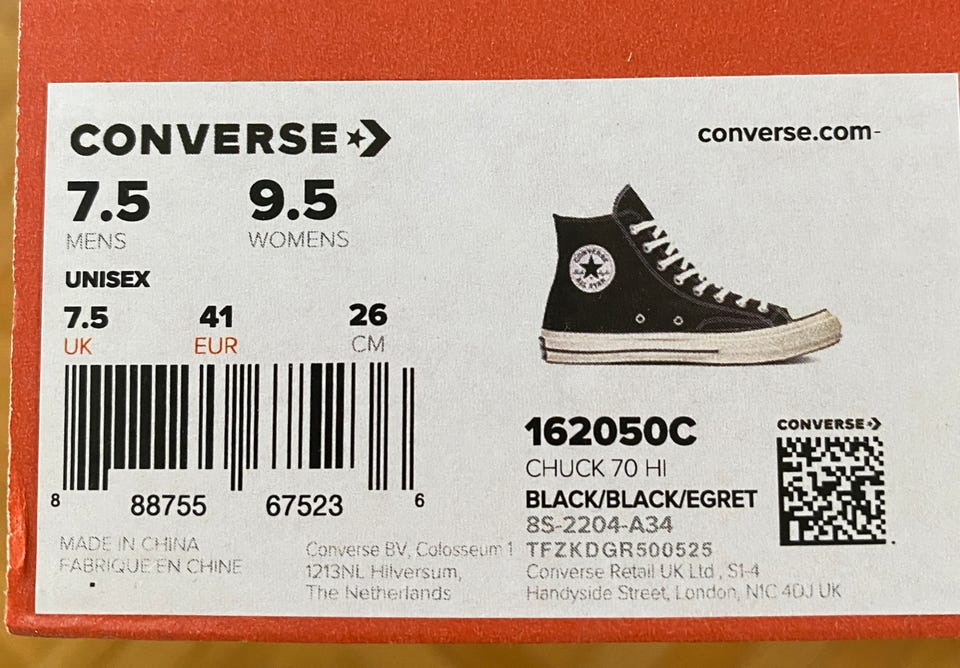 CONVERSE
converse.com-
7.5 9.5
MENS WOMENS
UNISEX
7.5 41 26
UK EUR CM
CONVERSE
ALL STAR
8 88755 67523 6
MADE IN CHINA
FABRIQUE EN CHINE
Converse BV, Colosseum 1
1213NL Hilversum,
The Netherlands
162050C
CHUCK 70 HI
BLACK/BLACK/EGRET
8S-2204-A34
TFZKDGR500525
Converse Retail UK Ltd , S1-4
Handyside Street, London, N1C 4DJ UK
CONVERSE